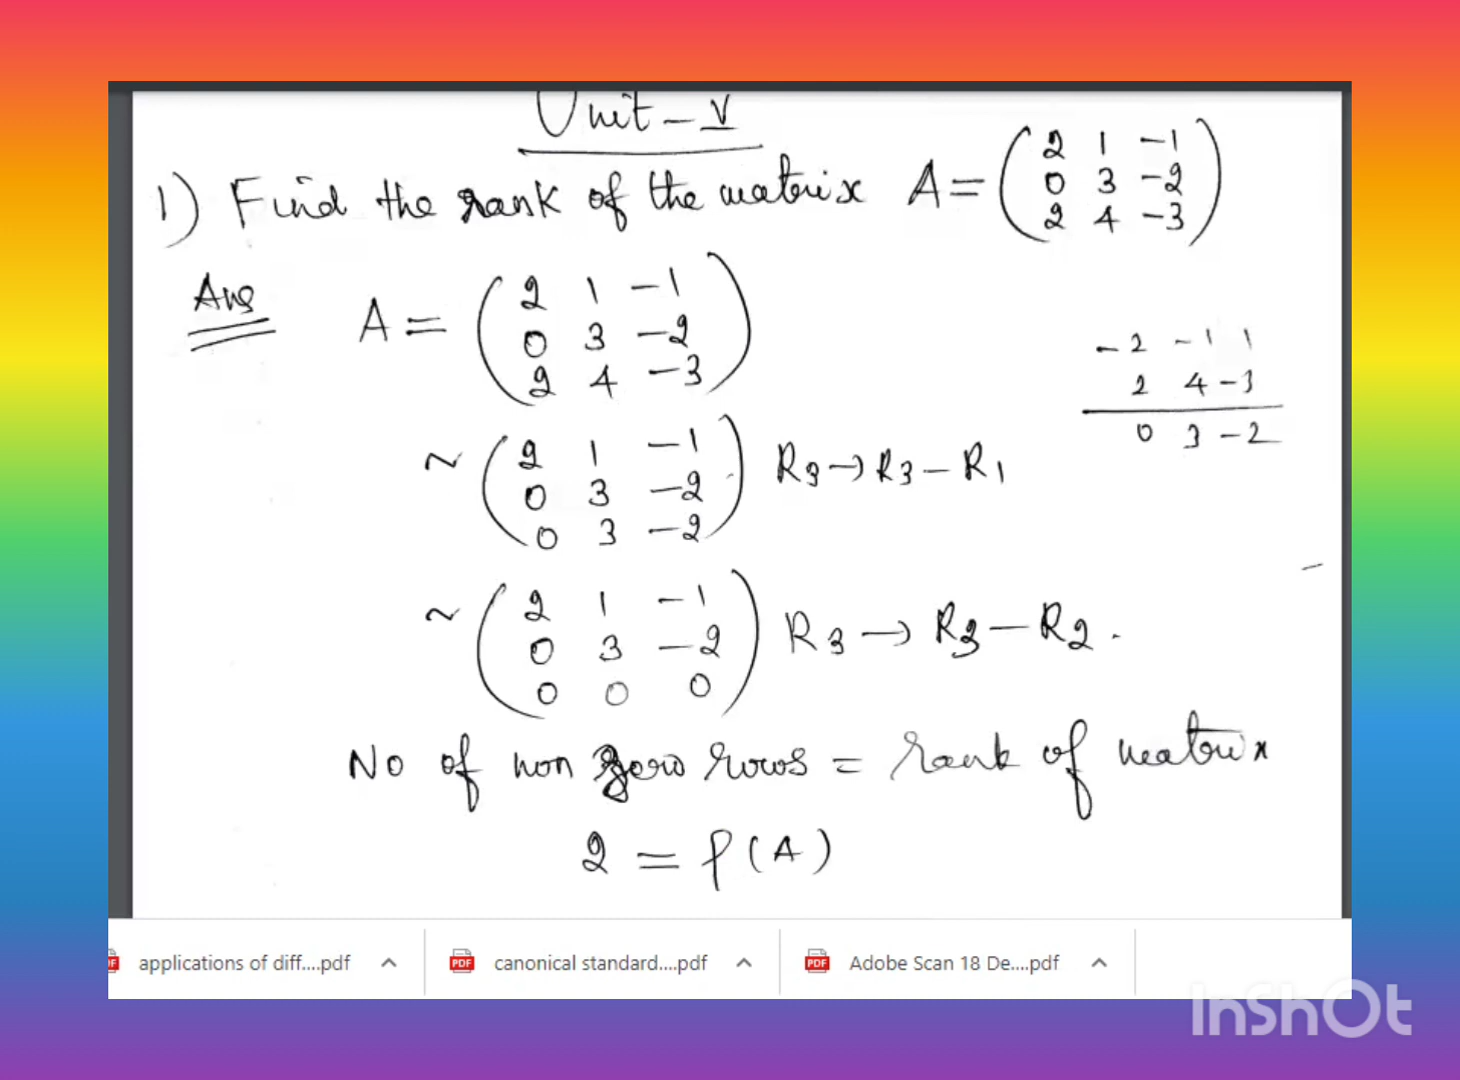 Unit - V
1) Find the rank of the matrix A = ( 2 1 -1
0 3 -2
2 4 -3 )
Ans A = ( 2 1 -1
0 3 -2
2 4 -3 )
-2 -1 1
2 4 -3
0 3 -2
~ ( 2 1 -1
0 3 -2
0 3 -2 ) R3 → R3 - R1
~ ( 2 1 -1
0 3 -2
0 0 0 ) R3 → R3 - R2 .
No of non zero rows = rank of matrix
2 = ρ(A)
applications of diff....pdf
canonical standard....pdf
Adobe Scan 18 De....pdf
InShOt